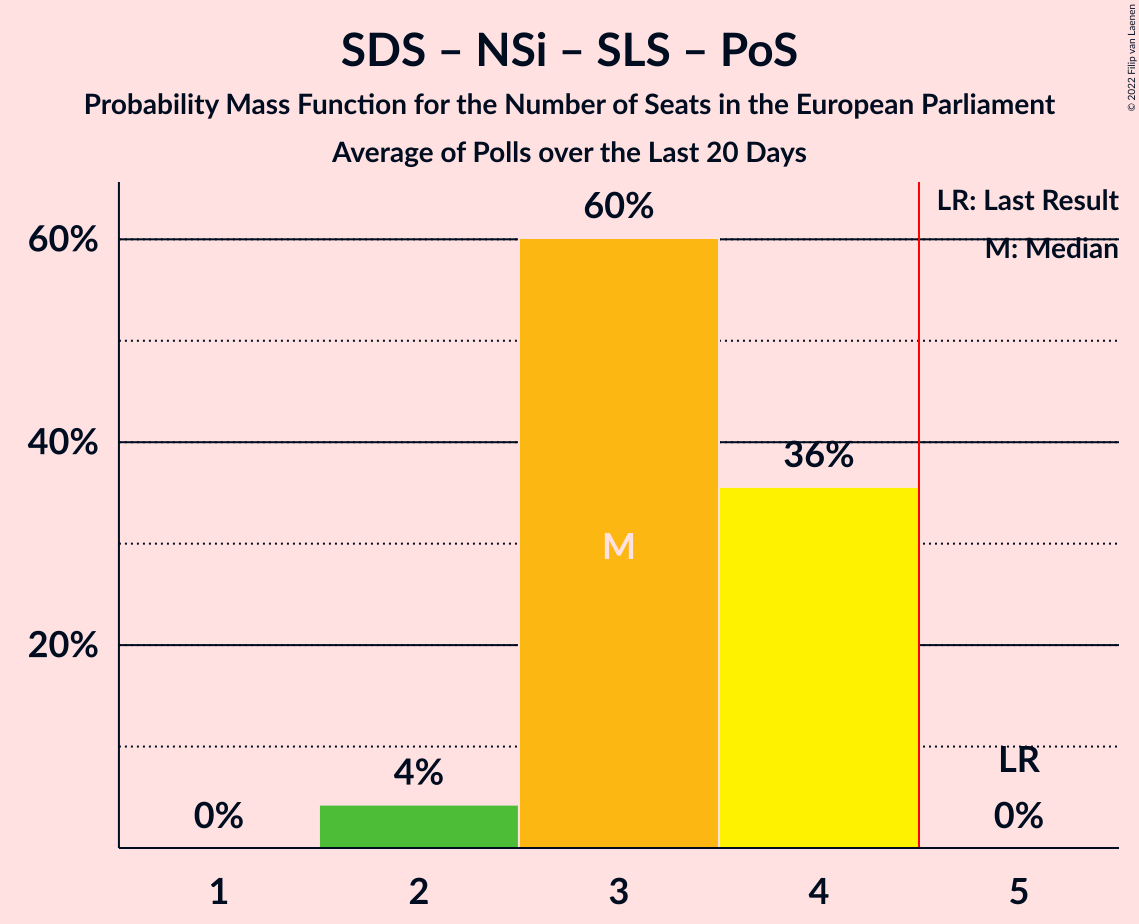 SDS – NSi – SLS – PoS
Probability Mass Function for the Number of Seats in the European Parliament
Average of Polls over the Last 20 Days
© 2022 Filip van Laenen
LR: Last Result
M: Median
60%
40%
20%
0%
4%
60%
M
36%
LR
0%
1 2 3 4 5